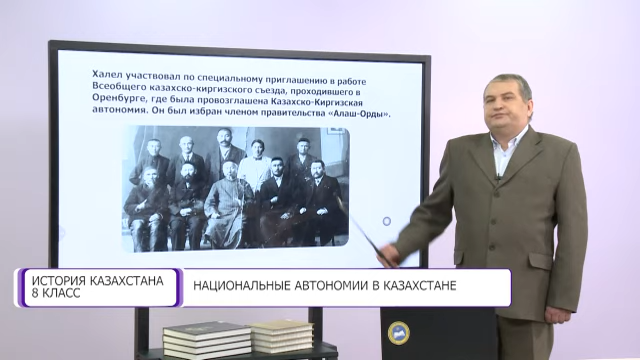 Халел участвовал по специальному приглашению в работе
Всеобщего казахско-киргизского съезда, проходившего в
Оренбурге, где была провозглашена Казахско-Киргизская
автономия. Он был избран членом правительства «Алаш-Орды».
ИСТОРИЯ КАЗАХСТАНА
8 КЛАСС
НАЦИОНАЛЬНЫЕ АВТОНОМИИ В КАЗАХСТАНЕ